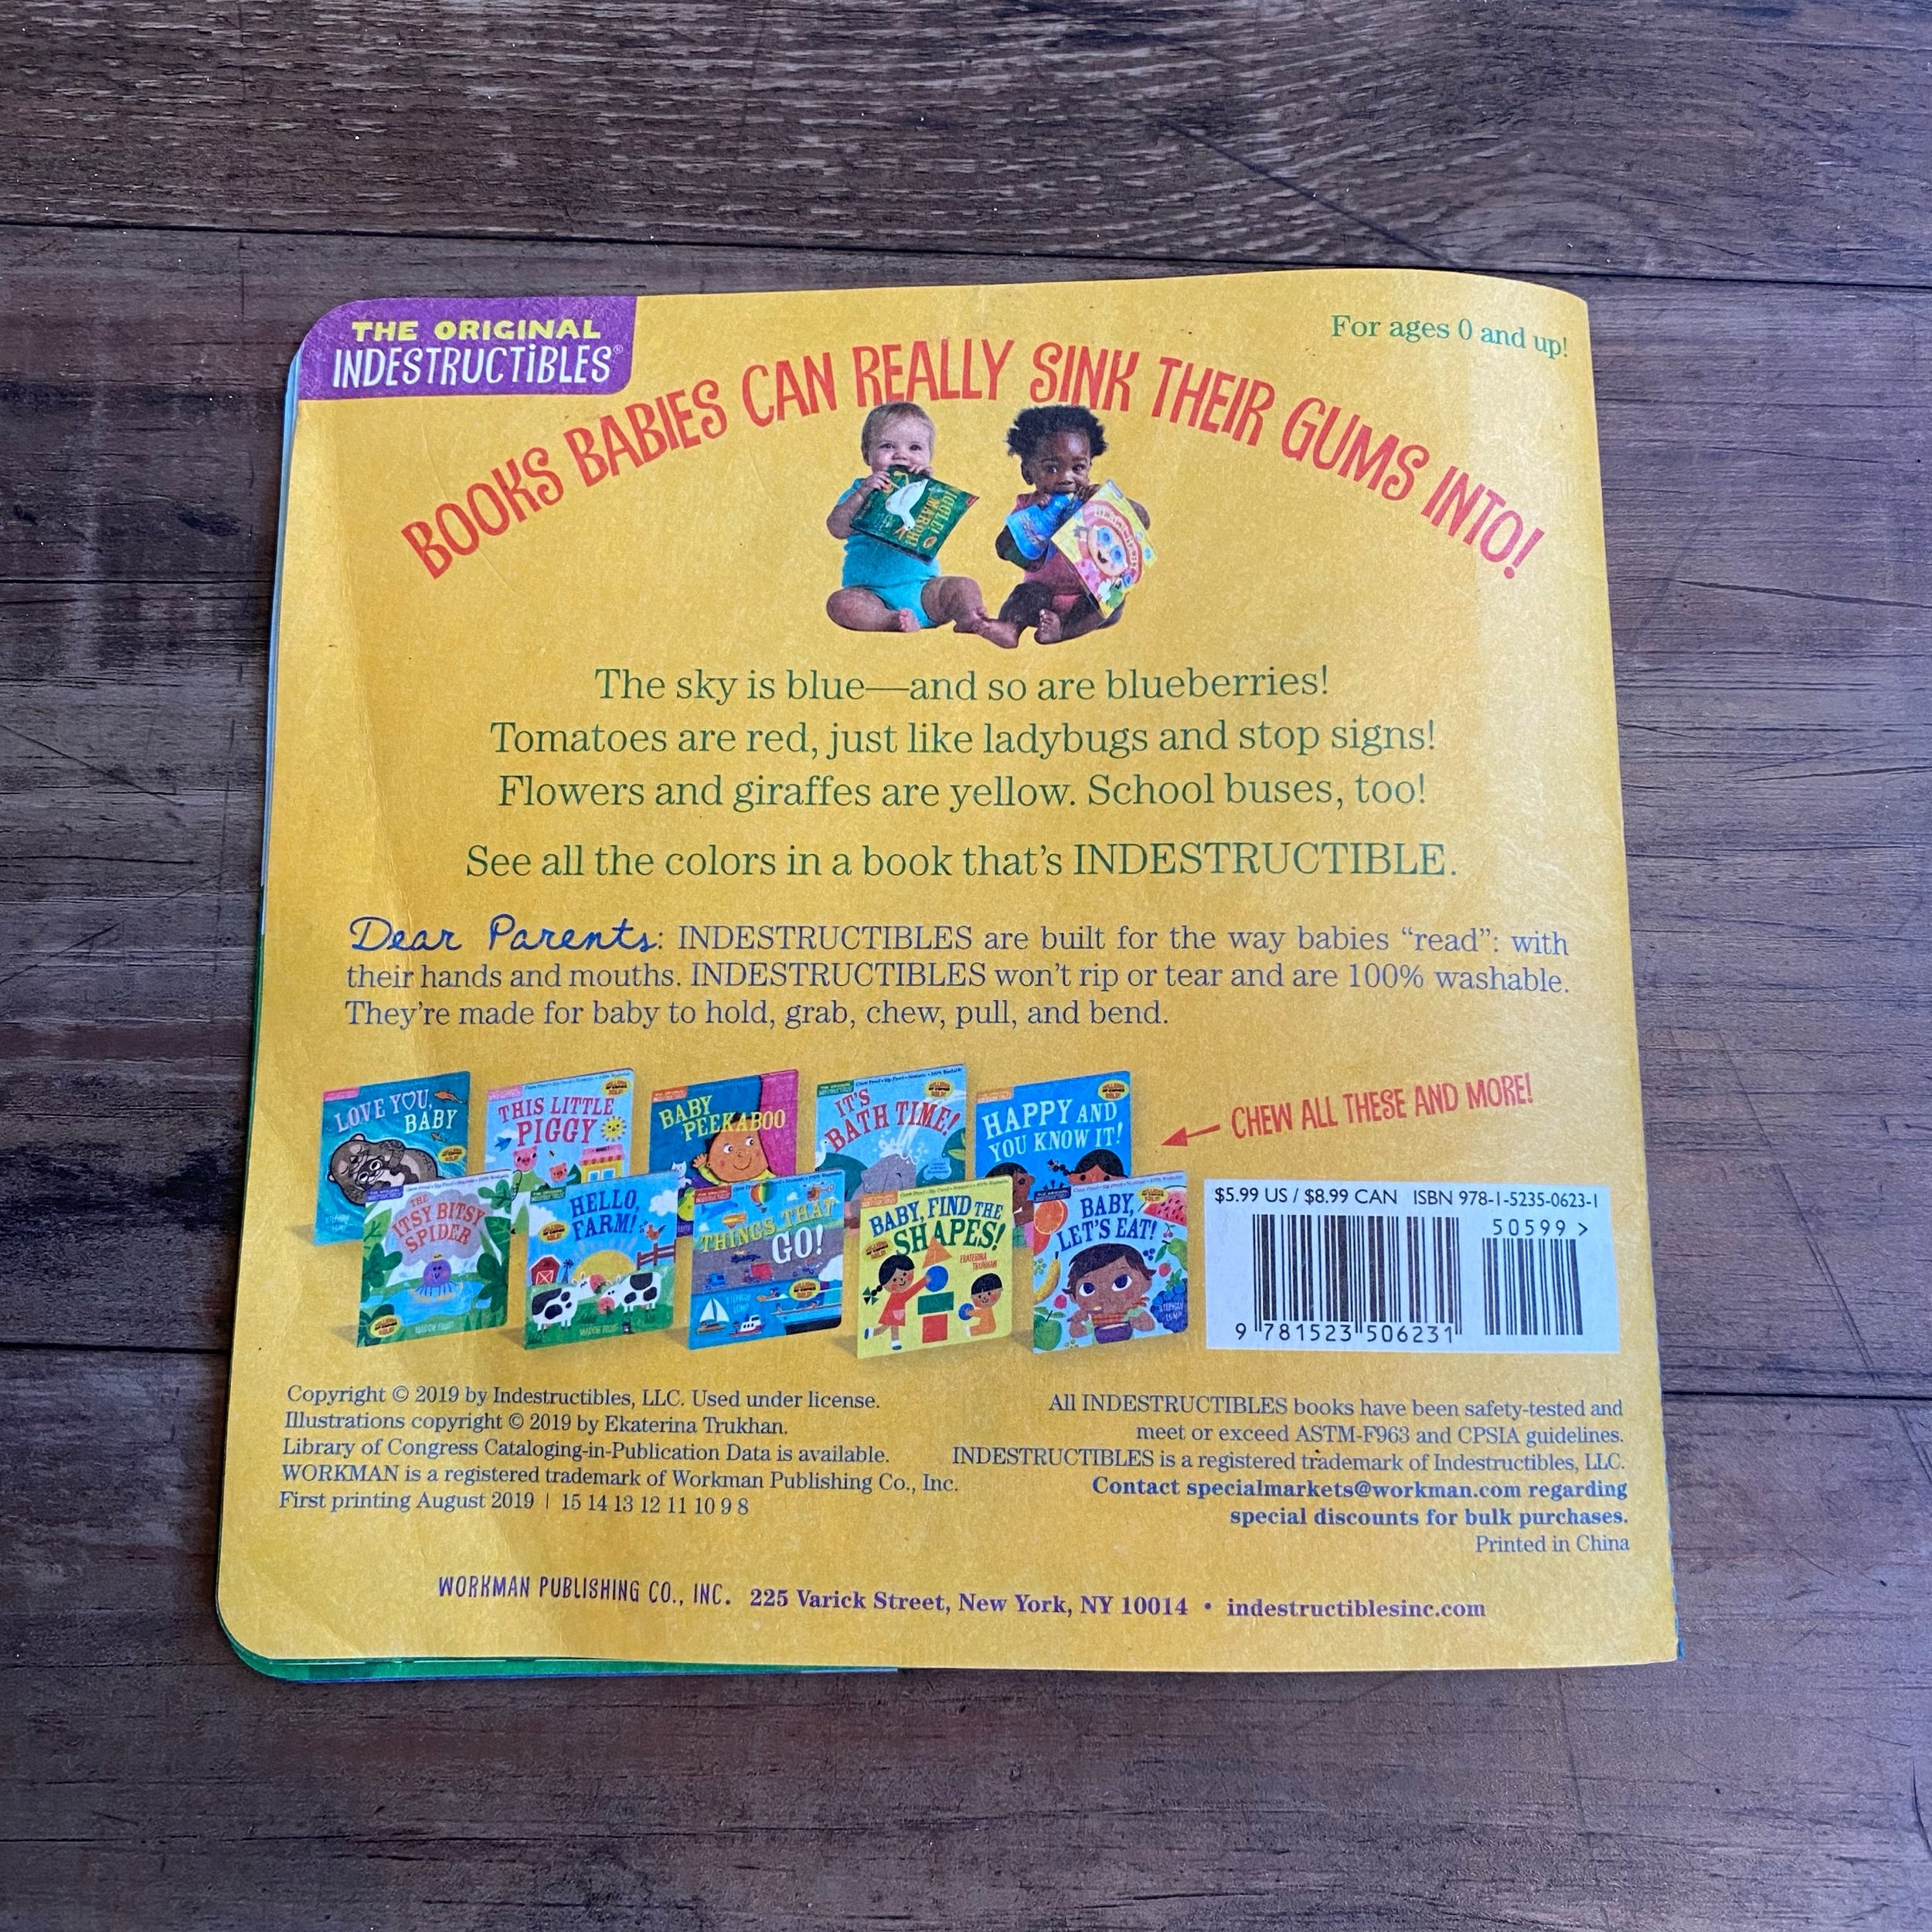 THE ORIGINAL
INDESTRUCTiBLES®
For ages 0 and up!
BOOKS BABIES CAN REALLY SINK THEIR GUMS INTO!
The sky is blue—and so are blueberries!
Tomatoes are red, just like ladybugs and stop signs!
Flowers and giraffes are yellow. School buses, too!
See all the colors in a book that's INDESTRUCTIBLE.
Dear Parents: INDESTRUCTIBLES are built for the way babies “read”: with
their hands and mouths. INDESTRUCTIBLES won't rip or tear and are 100% washable.
They're made for baby to hold, grab, chew, pull, and bend.
LOVE YOU,
BABY
THIS LITTLE
PIGGY
BABY
PEEKABOO
IT'S
BATH TIME!
HAPPY AND
YOU KNOW IT!
CHEW ALL THESE AND MORE!
THE
ITSY BITSY
SPIDER
HELLO,
FARM!
THINGS THAT
GO!
BABY, FIND THE
SHAPES!
EKATERINA
TRUKHAN
BABY,
LET'S EAT!
$5.99 US / $8.99 CAN ISBN 978-1-5235-0623-1
50599 >
9 781523 506231
Copyright © 2019 by Indestructibles, LLC. Used under license.
Illustrations copyright © 2019 by Ekaterina Trukhan.
Library of Congress Cataloging-in-Publication Data is available.
WORKMAN is a registered trademark of Workman Publishing Co., Inc.
First printing August 2019 | 15 14 13 12 11 10 9 8
All INDESTRUCTIBLES books have been safety-tested and
meet or exceed ASTM-F963 and CPSIA guidelines.
INDESTRUCTIBLES is a registered trademark of Indestructibles, LLC.
Contact specialmarkets@workman.com regarding
special discounts for bulk purchases.
Printed in China
WORKMAN PUBLISHING CO., INC. 225 Varick Street, New York, NY 10014 • indestructiblesinc.com